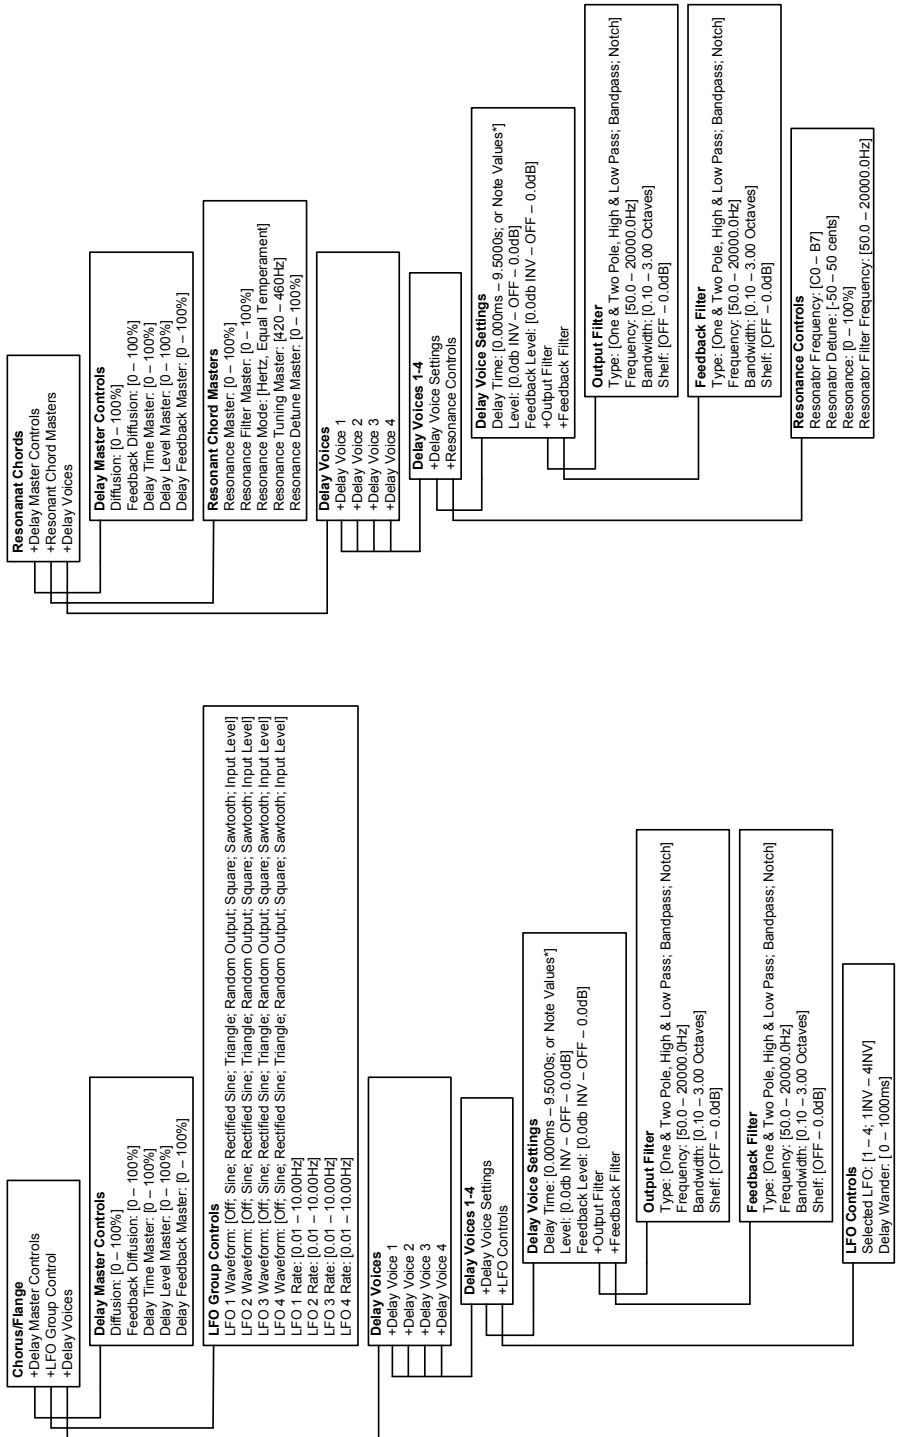 Chorus/Flange
+Delay Master Controls
+LFO Group Control
+Delay Voices
Delay Master Controls
Diffusion: [0 – 100%]
Feedback Diffusion: [0 – 100%]
Delay Time Master: [0 – 100%]
Delay Level Master: [0 – 100%]
Delay Feedback Master: [0 – 100%]
LFO Group Controls
LFO 1 Waveform: [Off; Sine; Rectified Sine; Triangle; Random Output; Square; Sawtooth; Input Level]
LFO 2 Waveform: [Off; Sine; Rectified Sine; Triangle; Random Output; Square; Sawtooth; Input Level]
LFO 3 Waveform: [Off; Sine; Rectified Sine; Triangle; Random Output; Square; Sawtooth; Input Level]
LFO 4 Waveform: [Off; Sine; Rectified Sine; Triangle; Random Output; Square; Sawtooth; Input Level]
LFO 1 Rate: [0.01 – 10.00Hz]
LFO 2 Rate: [0.01 – 10.00Hz]
LFO 3 Rate: [0.01 – 10.00Hz]
LFO 4 Rate: [0.01 – 10.00Hz]
Delay Voices
+Delay Voice 1
+Delay Voice 2
+Delay Voice 3
+Delay Voice 4
Delay Voices 1-4
+Delay Voice Settings
+LFO Controls
Delay Voice Settings
Delay Time: [0.000ms – 9.5000s; or Note Values*]
Level: [0.0db INV – OFF – 0.0dB]
Feedback Level: [0.0db INV – OFF – 0.0dB]
+Output Filter
+Feedback Filter
Output Filter
Type: [One & Two Pole, High & Low Pass; Bandpass; Notch]
Frequency: [50.0 – 20000.0Hz]
Bandwidth: [0.10 – 3.00 Octaves]
Shelf: [OFF – 0.0dB]
Feedback Filter
Type: [One & Two Pole, High & Low Pass; Bandpass; Notch]
Frequency: [50.0 – 20000.0Hz]
Bandwidth: [0.10 – 3.00 Octaves]
Shelf: [OFF – 0.0dB]
LFO Controls
Selected LFO: [1 – 4; 1INV – 4INV]
Delay Wander: [ 0 – 1000ms]
Resonanat Chords
+Delay Master Controls
+Resonant Chord Masters
+Delay Voices
Delay Master Controls
Diffusion: [0 – 100%]
Feedback Diffusion: [0 – 100%]
Delay Time Master: [0 – 100%]
Delay Level Master: [0 – 100%]
Delay Feedback Master: [0 – 100%]
Resonant Chord Masters
Resonance Master: [0 – 100%]
Resonance Filter Master: [0 – 100%]
Resonance Mode: [Hertz, Equal Temperament]
Resonance Tuning Master: [420 – 460Hz]
Resonance Detune Master: [0 – 100%]
Delay Voices
+Delay Voice 1
+Delay Voice 2
+Delay Voice 3
+Delay Voice 4
Delay Voices 1-4
+Delay Voice Settings
+Resonance Controls
Delay Voice Settings
Delay Time: [0.000ms – 9.5000s; or Note Values*]
Level: [0.0db INV – OFF – 0.0dB]
Feedback Level: [0.0db INV – OFF – 0.0dB]
+Output Filter
+Feedback Filter
Output Filter
Type: [One & Two Pole, High & Low Pass; Bandpass; Notch]
Frequency: [50.0 – 20000.0Hz]
Bandwidth: [0.10 – 3.00 Octaves]
Shelf: [OFF – 0.0dB]
Feedback Filter
Type: [One & Two Pole, High & Low Pass; Bandpass; Notch]
Frequency: [50.0 – 20000.0Hz]
Bandwidth: [0.10 – 3.00 Octaves]
Shelf: [OFF – 0.0dB]
Resonance Controls
Resonator Frequency: [C0 – B7]
Resonator Detune: [-50 – 50 cents]
Resonance: [0 – 100%]
Resonator Filter Frequency: [50.0 – 20000.0Hz]